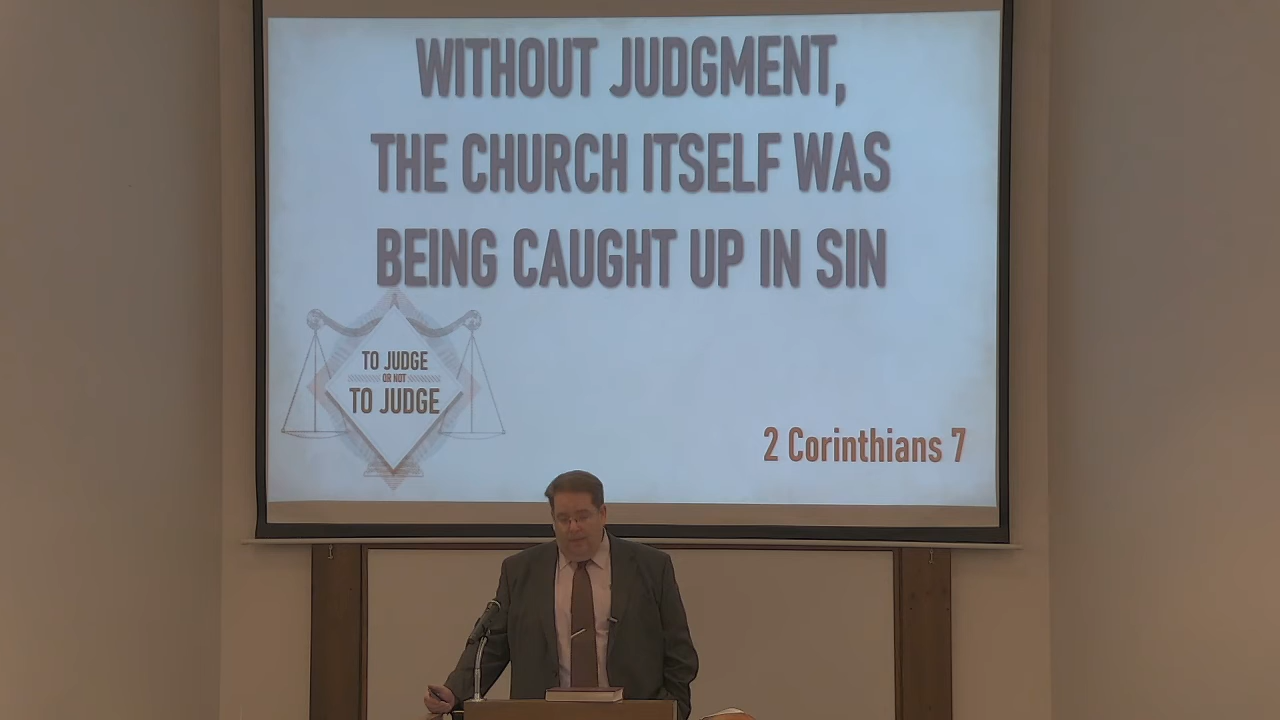 WITHOUT JUDGMENT,
THE CHURCH ITSELF WAS
BEING CAUGHT UP IN SIN
TO JUDGE
OR NOT
TO JUDGE
2 Corinthians 7